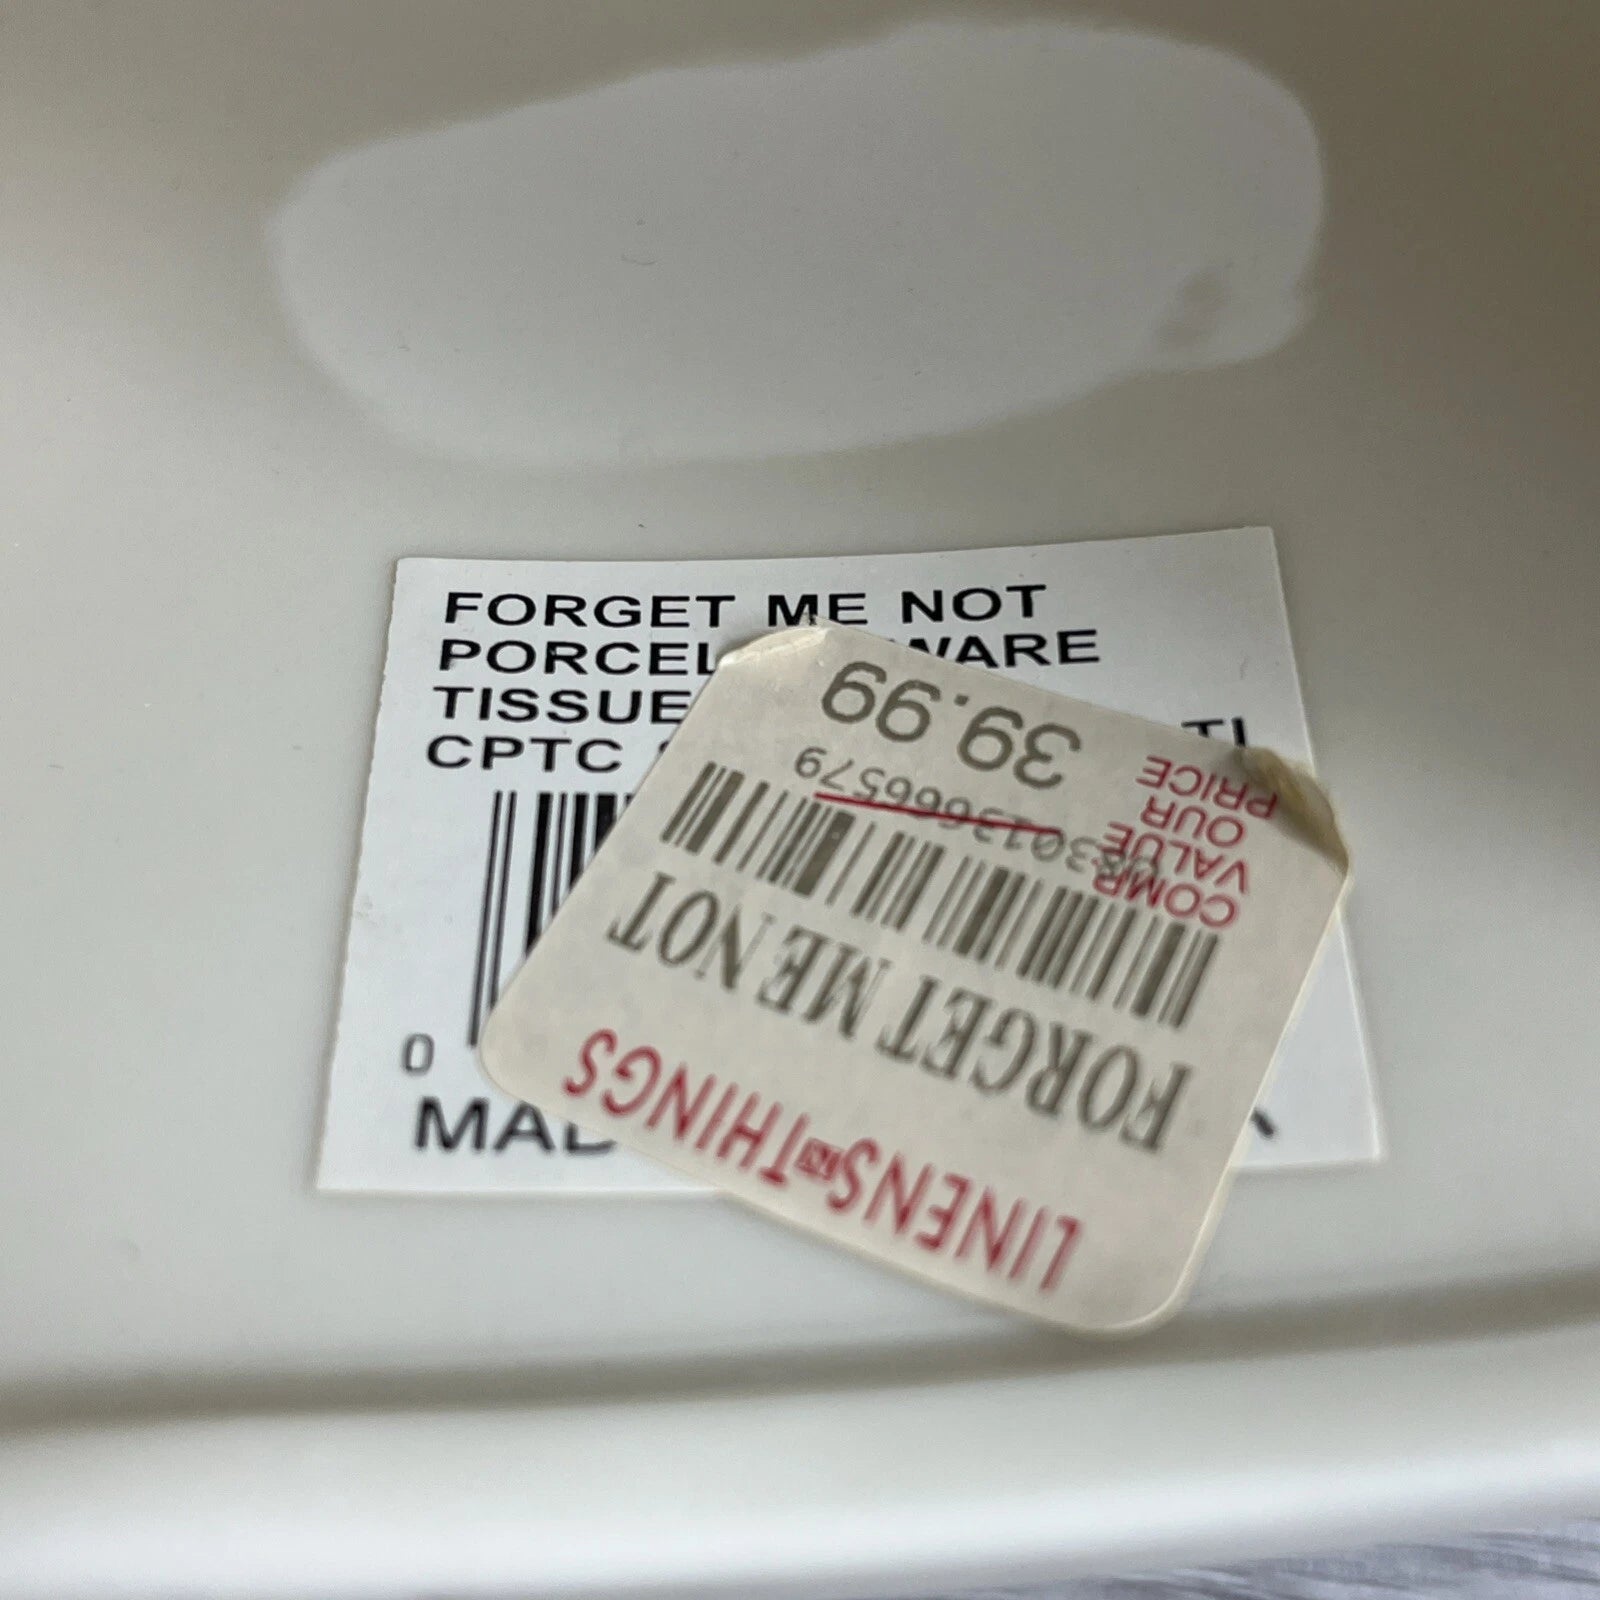 FORGET ME NOT
PORCEL WARE
TISSUE TI
CPTC
0
MAD
LINENS N THINGS
FORGET ME NOT
COMP.
VALUE
OUR
PRICE
39.99